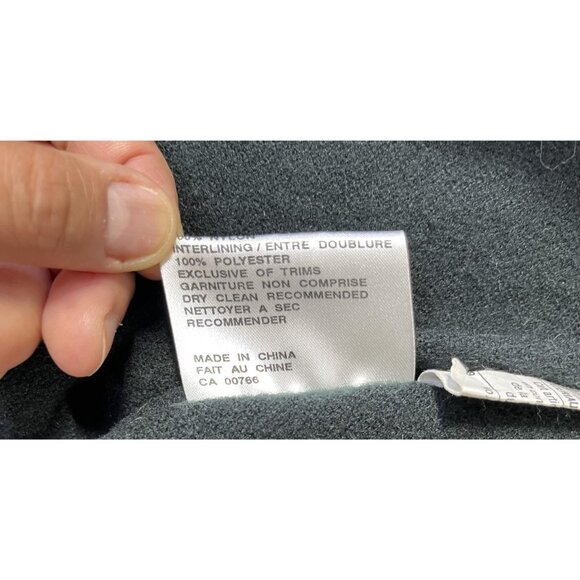 NYLON
INTERLINING / ENTRE DOUBLURE
100% POLYESTER
EXCLUSIVE OF TRIMS
GARNITURE NON COMPRISE
DRY CLEAN RECOMMENDED
NETTOYER A SEC
RECOMMENDER
MADE IN CHINA
FAIT AU CHINE
CA 00766